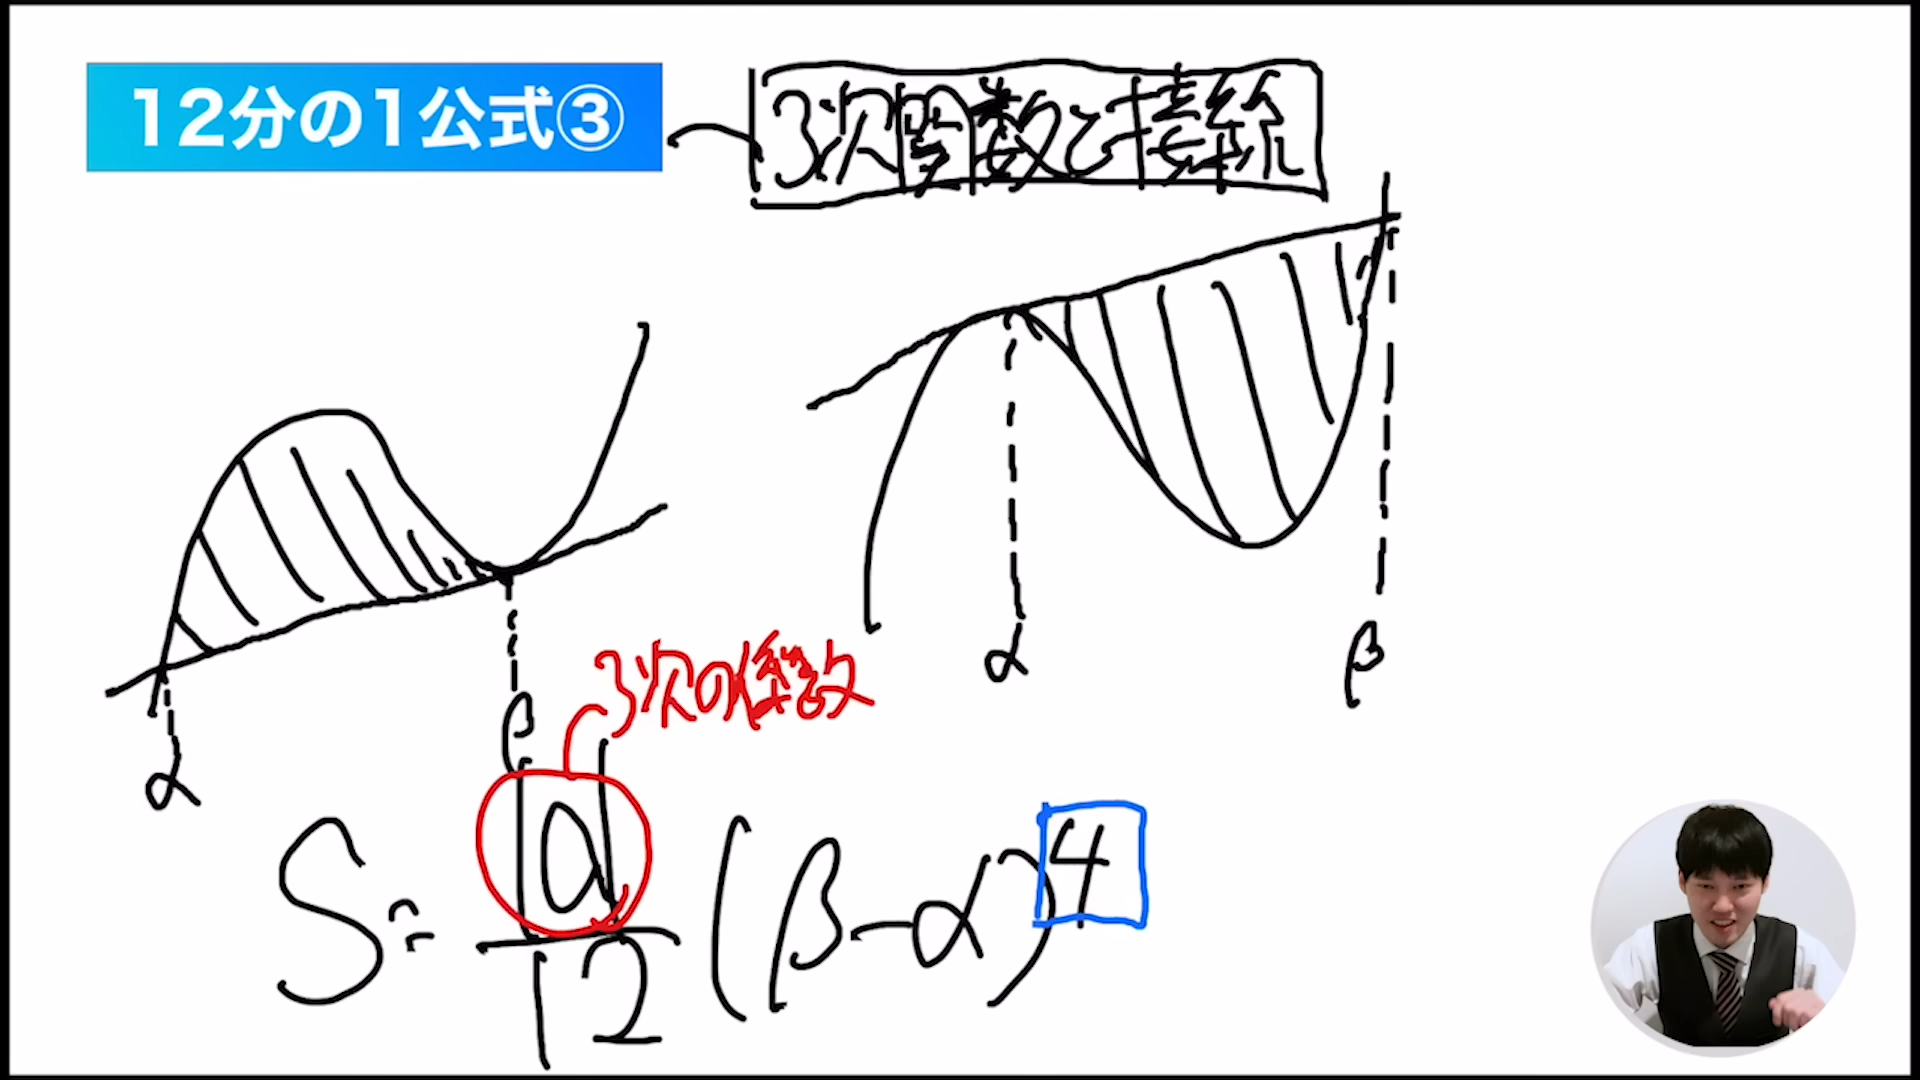 12分の1公式③
3次関数と接線
α
β
α
β
3次の係数
S=|a|/12(β-α)^4